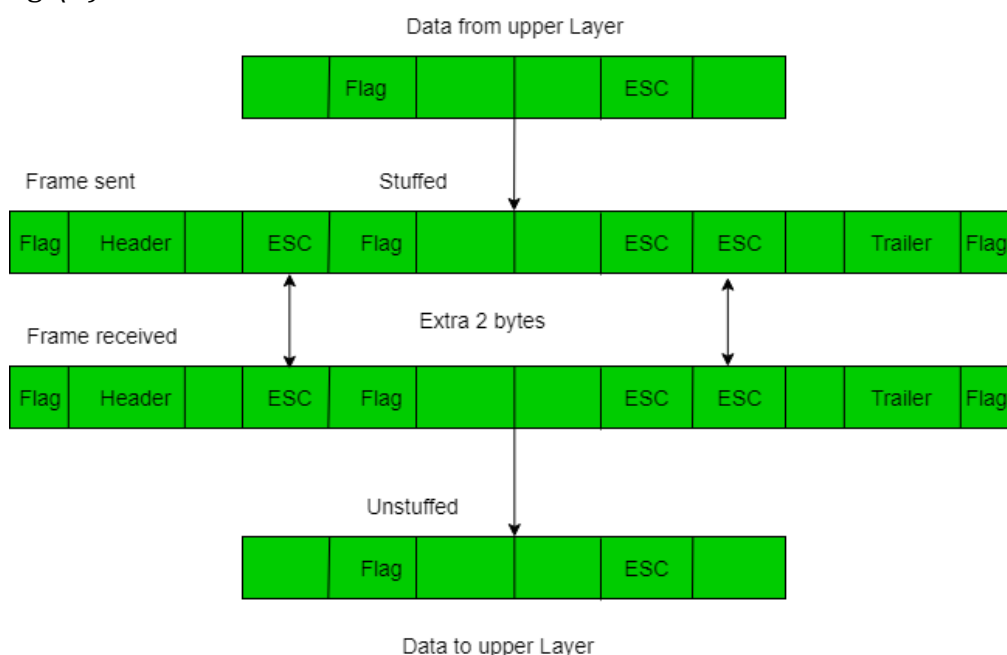 Data from upper Layer
Flag ESC
Frame sent Stuffed
Flag Header ESC Flag ESC ESC Trailer Flag
Extra 2 bytes
Frame received
Flag Header ESC Flag ESC ESC Trailer Flag
Unstuffed
Flag ESC
Data to upper Layer